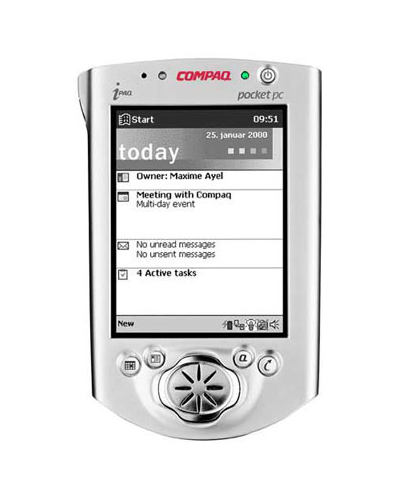 COMPAQ
iPAQ
pocket pc
Start 09:51
25. januar 2000
today
Owner: Maxime Ayel
Meeting with Compaq
Multi-day event
No unread messages
No unsent messages
4 Active tasks
New
α